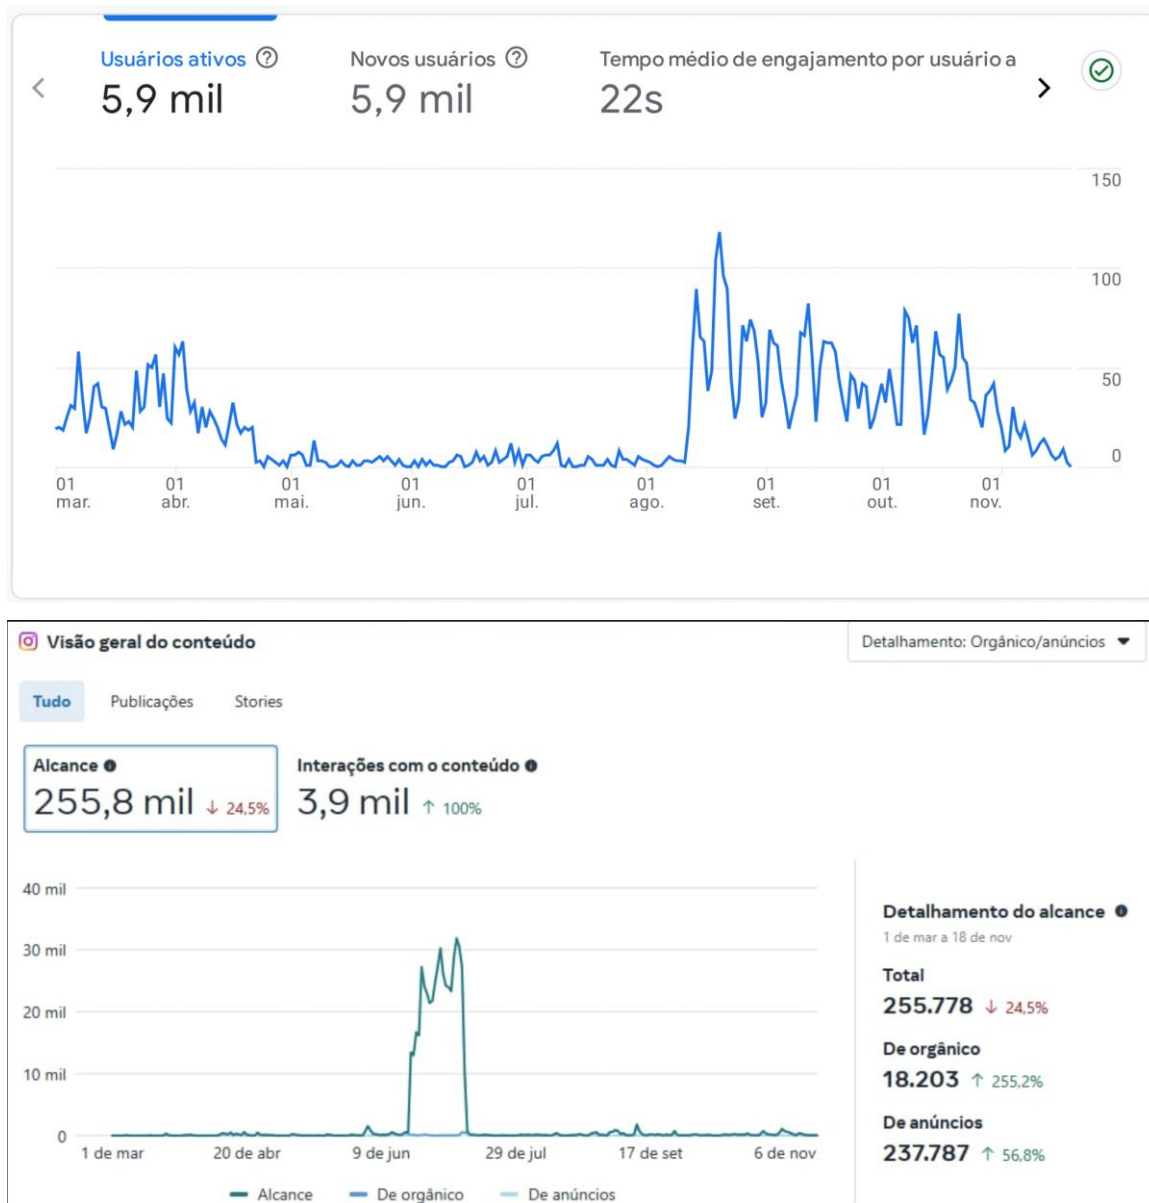 Usuários ativos
5,9 mil
Novos usuários
5,9 mil
Tempo médio de engajamento por usuário a
22s
150
100
50
0
01 mar.
01 abr.
01 mai.
01 jun.
01 jul.
01 ago.
01 set.
01 out.
01 nov.
Visão geral do conteúdo
Detalhamento: Orgânico/anúncios
Tudo
Publicações
Stories
Alcance
255,8 mil ↓ 24,5%
Interações com o conteúdo
3,9 mil ↑ 100%
40 mil
30 mil
20 mil
10 mil
0
1 de mar
20 de abr
9 de jun
29 de jul
17 de set
6 de nov
Alcance
De orgânico
De anúncios
Detalhamento do alcance
1 de mar a 18 de nov
Total
255.778 ↓ 24,5%
De orgânico
18.203 ↑ 255,2%
De anúncios
237.787 ↑ 56,8%